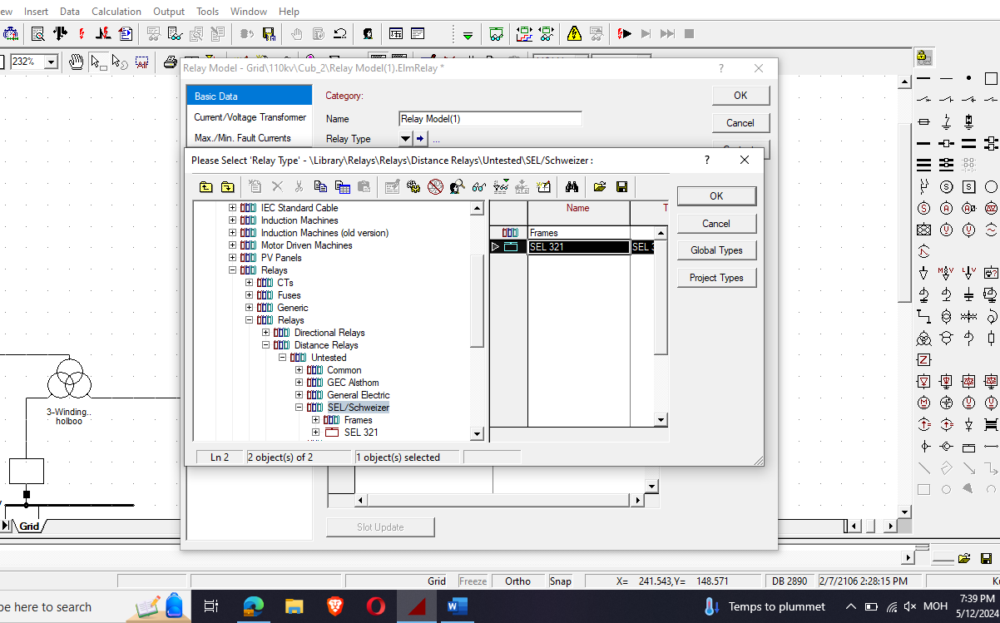 ew Insert Data Calculation Output Tools Window Help
232%
Relay Model - Grid\110kv\Cub_2\Relay Model(1).ElmRelay *
Basic Data
Current/Voltage Transformer
Max./Min. Fault Currents
Category:
Name Relay Model(1)
Relay Type ...
OK
Cancel
Please Select 'Relay Type' - \Library\Relays\Relays\Distance Relays\Untested\SEL/Schweizer :
IEC Standard Cable
Induction Machines
Induction Machines (old version)
Motor Driven Machines
PV Panels
Relays
CTs
Fuses
Generic
Relays
Directional Relays
Distance Relays
Untested
Common
GEC Alsthom
General Electric
SEL/Schweizer
Frames
SEL 321
Name T
Frames
SEL 321 SEL 3
OK
Cancel
Global Types
Project Types
Ln 2 2 object(s) of 2 1 object(s) selected
Slot Update
3-Winding..
holboo
Grid
Grid Freeze Ortho Snap X= 241.543,Y= 148.571 DB 2890 2/7/2106 2:28:15 PM
pe here to search
Temps to plummet
МОН
7:39 PM
5/12/2024